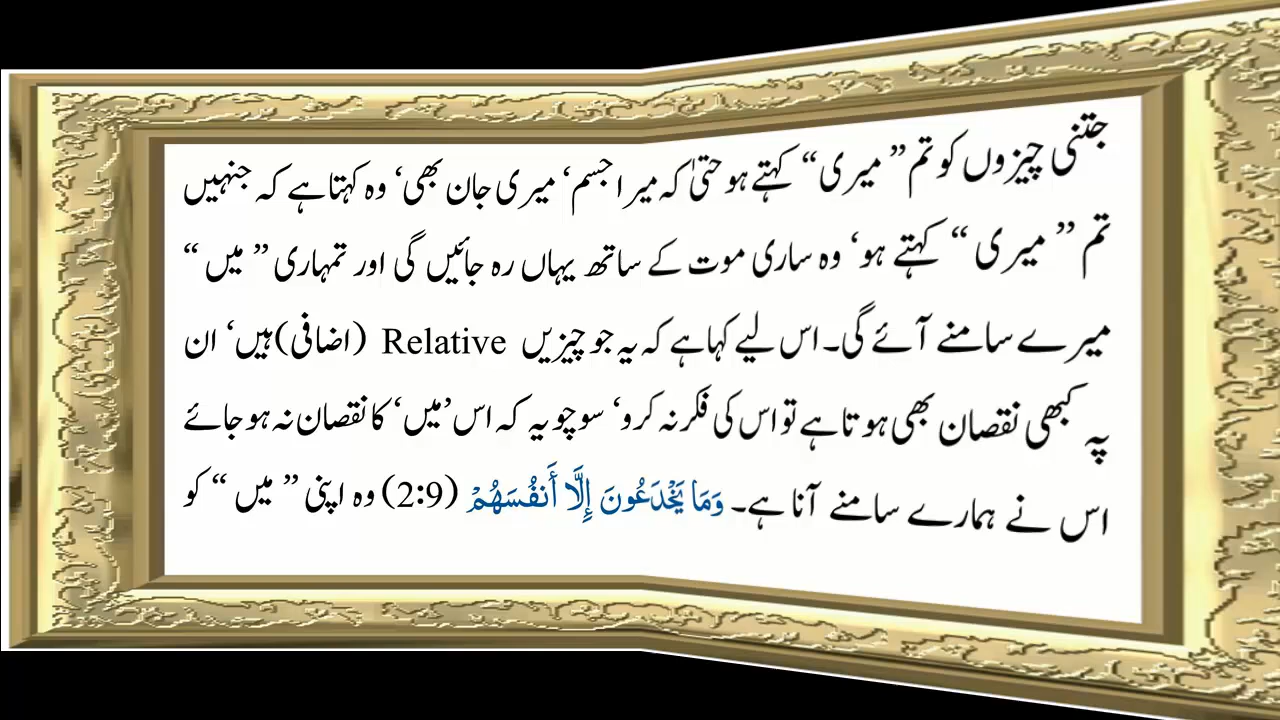 جتنی چیزوں کو تم ”میری“ کہتے ہو حتیٰ کہ میرا جسم‘ میری جان بھی‘ وہ کہتا ہے کہ جنہیں
تم ”میری“ کہتے ہو‘ وہ ساری موت کے ساتھ یہاں رہ جائیں گی اور تمہاری ”میں“
میرے سامنے آئے گی۔ اس لیے کہا ہے کہ یہ جو چیزیں Relative (اضافی) ہیں‘ ان
پہ کبھی نقصان بھی ہوتا ہے تو اس کی فکر نہ کرو‘ سوچو یہ کہ اس ’میں‘ کا نقصان نہ ہو جائے
اس نے ہمارے سامنے آنا ہے۔ وَمَا يَخْدَعُونَ إِلَّا أَنفُسَهُمْ (2:9) وہ اپنی ”میں“ کو